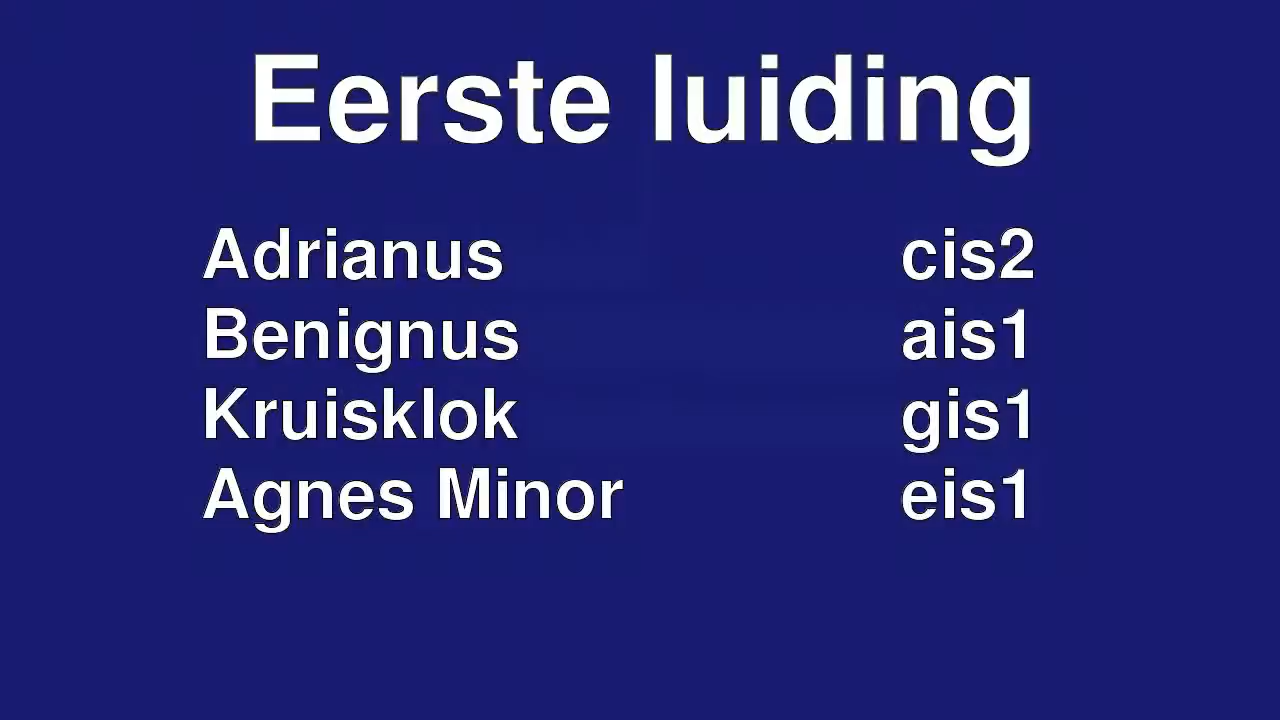 Eerste luiding
Adrianus cis2
Benignus ais1
Kruisklok gis1
Agnes Minor eis1